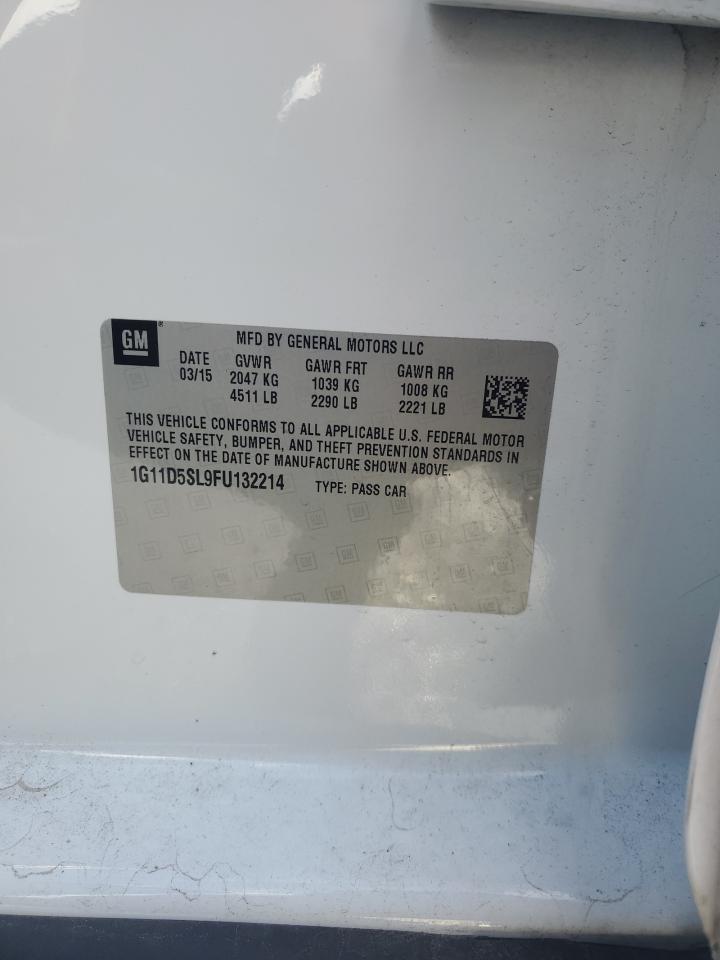 GM
MFD BY GENERAL MOTORS LLC
DATE GVWR GAWR FRT GAWR RR
03/15 2047 KG 1039 KG 1008 KG
4511 LB 2290 LB 2221 LB
THIS VEHICLE CONFORMS TO ALL APPLICABLE U.S. FEDERAL MOTOR
VEHICLE SAFETY, BUMPER, AND THEFT PREVENTION STANDARDS IN
EFFECT ON THE DATE OF MANUFACTURE SHOWN ABOVE.
1G11D5SL9FU132214 TYPE: PASS CAR